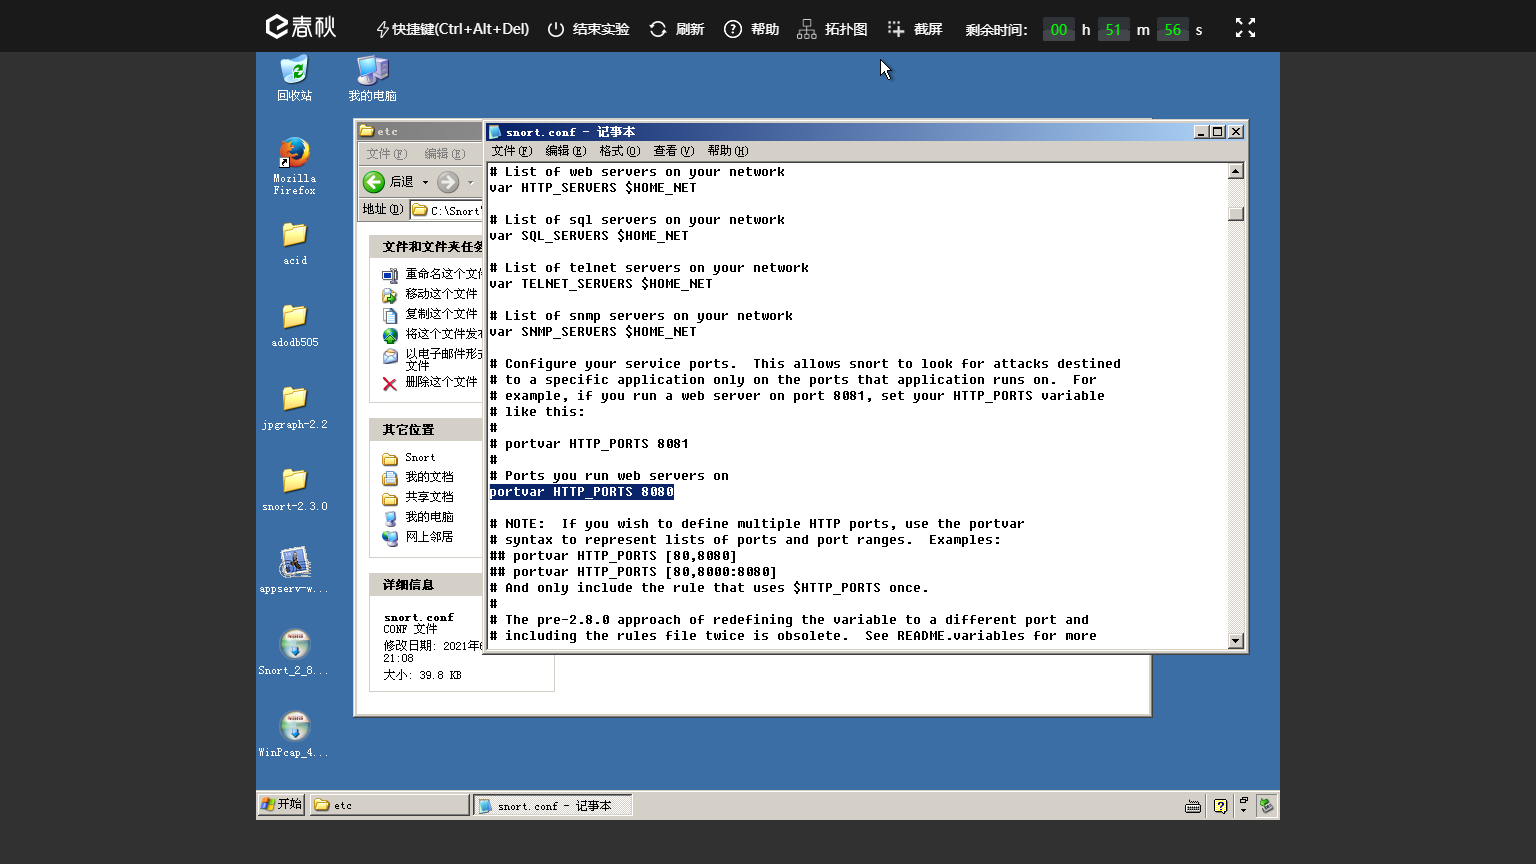 春秋
快捷键(Ctrl+Alt+Del)
结束实验
刷新
帮助
拓扑图
截屏
剩余时间：
00 h 51 m 56 s
回收站
我的电脑
Mozilla
Firefox
acid
adodb505
jpgraph-2.2
snort-2.3.0
appserv-w...
Snort_2_8...
WinPcap_4...
etc
文件(F) 编辑(E)
后退
地址(D) C:\Snort
文件和文件夹任务
重命名这个文件
移动这个文件
复制这个文件
将这个文件发布
以电子邮件形式
文件
删除这个文件
其它位置
Snort
我的文档
共享文档
我的电脑
网上邻居
详细信息
snort.conf
CONF 文件
修改日期: 2021年6
21:08
大小: 39.8 KB
snort.conf - 记事本
文件(F) 编辑(E) 格式(O) 查看(V) 帮助(H)
# List of web servers on your network
var HTTP_SERVERS $HOME_NET
# List of sql servers on your network
var SQL_SERVERS $HOME_NET
# List of telnet servers on your network
var TELNET_SERVERS $HOME_NET
# List of snmp servers on your network
var SNMP_SERVERS $HOME_NET
# Configure your service ports.  This allows snort to look for attacks destined
# to a specific application only on the ports that application runs on.  For
# example, if you run a web server on port 8081, set your HTTP_PORTS variable
# like this:
#
# portvar HTTP_PORTS 8081
#
# Ports you run web servers on
portvar HTTP_PORTS 8080
# NOTE:  If you wish to define multiple HTTP ports, use the portvar
# syntax to represent lists of ports and port ranges.  Examples:
## portvar HTTP_PORTS [80,8080]
## portvar HTTP_PORTS [80,8000:8080]
# And only include the rule that uses $HTTP_PORTS once.
#
# The pre-2.8.0 approach of redefining the variable to a different port and
# including the rules file twice is obsolete.  See README.variables for more
开始
etc
snort.conf - 记事本